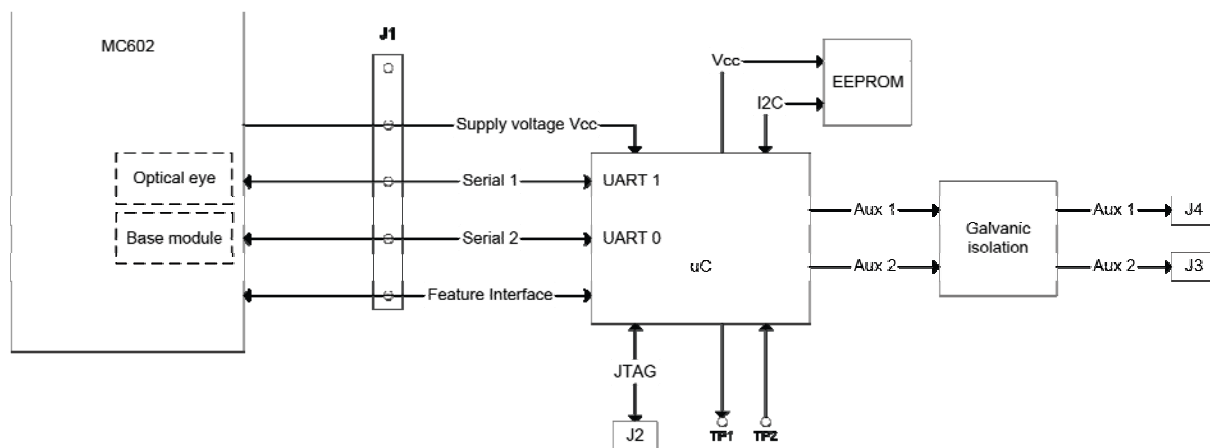 MC602
J1
Vcc
EEPROM
I2C
Supply voltage Vcc
Optical eye
Serial 1
UART 1
Base module
Serial 2
UART 0
uC
Feature Interface
Aux 1
Aux 2
Galvanic
isolation
Aux 1
J4
Aux 2
J3
JTAG
J2
TP1
TP2